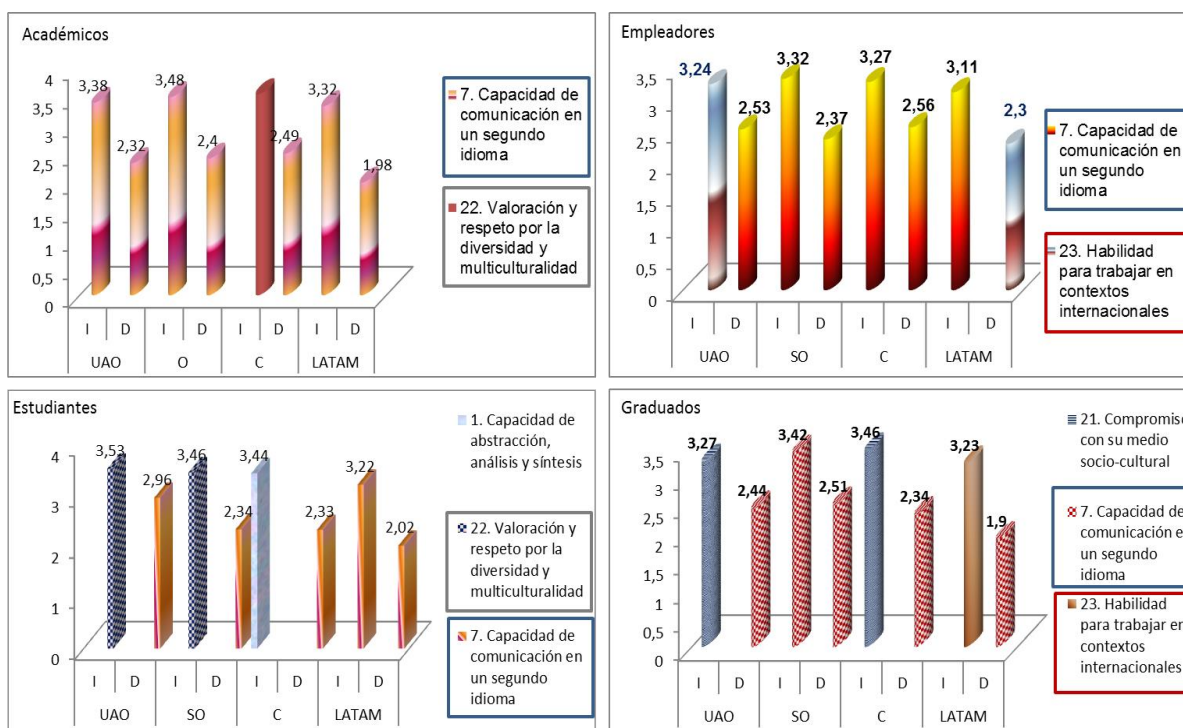 Académicos
4
3,5
3
2,5
2
1,5
1
0,5
0
3,38
2,32
3,48
2,4
2,49
3,32
1,98
I D I D I D I D
UAO O C LATAM
7. Capacidad de
comunicación en
un segundo
idioma
22. Valoración y
respeto por la
diversidad y
multiculturalidad
Empleadores
3,5
3
2,5
2
1,5
1
0,5
0
3,24
2,53
3,32
2,37
3,27
2,56
3,11
2,3
I D I D I D I D
UAO SO C LATAM
7. Capacidad de
comunicación en
un segundo
idioma
23. Habilidad
para trabajar en
contextos
internacionales
Estudiantes
4
3
2
1
0
3,53
2,96
3,46
2,34
3,44
2,33
3,22
2,02
I D I D I D I D
UAO SO C LATAM
1. Capacidad de
abstracción,
análisis y síntesis
22. Valoración y
respeto por la
diversidad y
multiculturalidad
7. Capacidad de
comunicación en
un segundo
idioma
Graduados
3,5
3
2,5
2
1,5
1
0,5
0
3,27
2,44
3,42
2,51
3,46
2,34
3,23
1,9
I D I D I D I D
UAO SO C LATAM
21. Compromiso
con su medio
socio-cultural
7. Capacidad de
comunicación en
un segundo
idioma
23. Habilidad
para trabajar en
contextos
internacionales